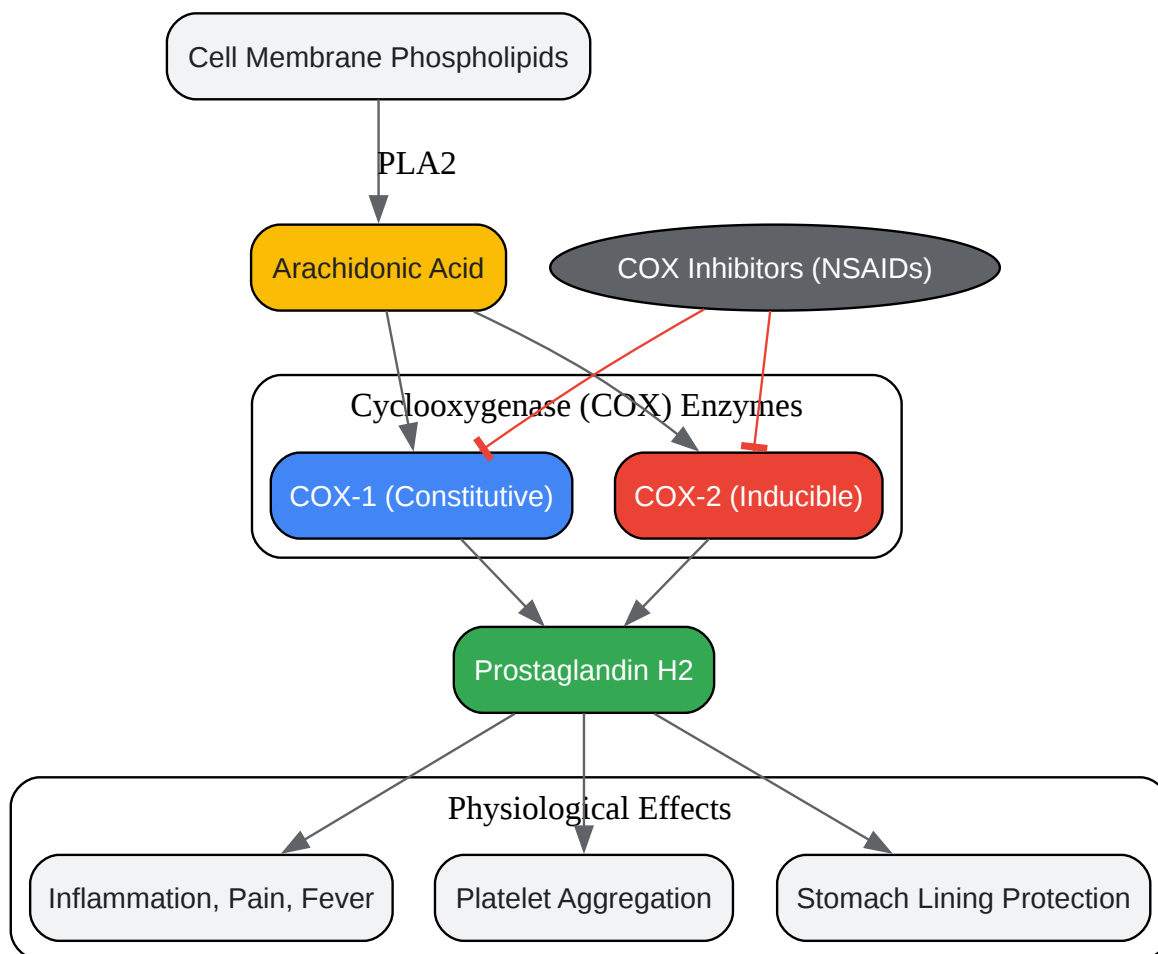 Cell Membrane Phospholipids
PLA2
Arachidonic Acid
COX Inhibitors (NSAIDs)
Cyclooxygenase (COX) Enzymes
COX-1 (Constitutive)
COX-2 (Inducible)
Prostaglandin H2
Physiological Effects
Inflammation, Pain, Fever
Platelet Aggregation
Stomach Lining Protection